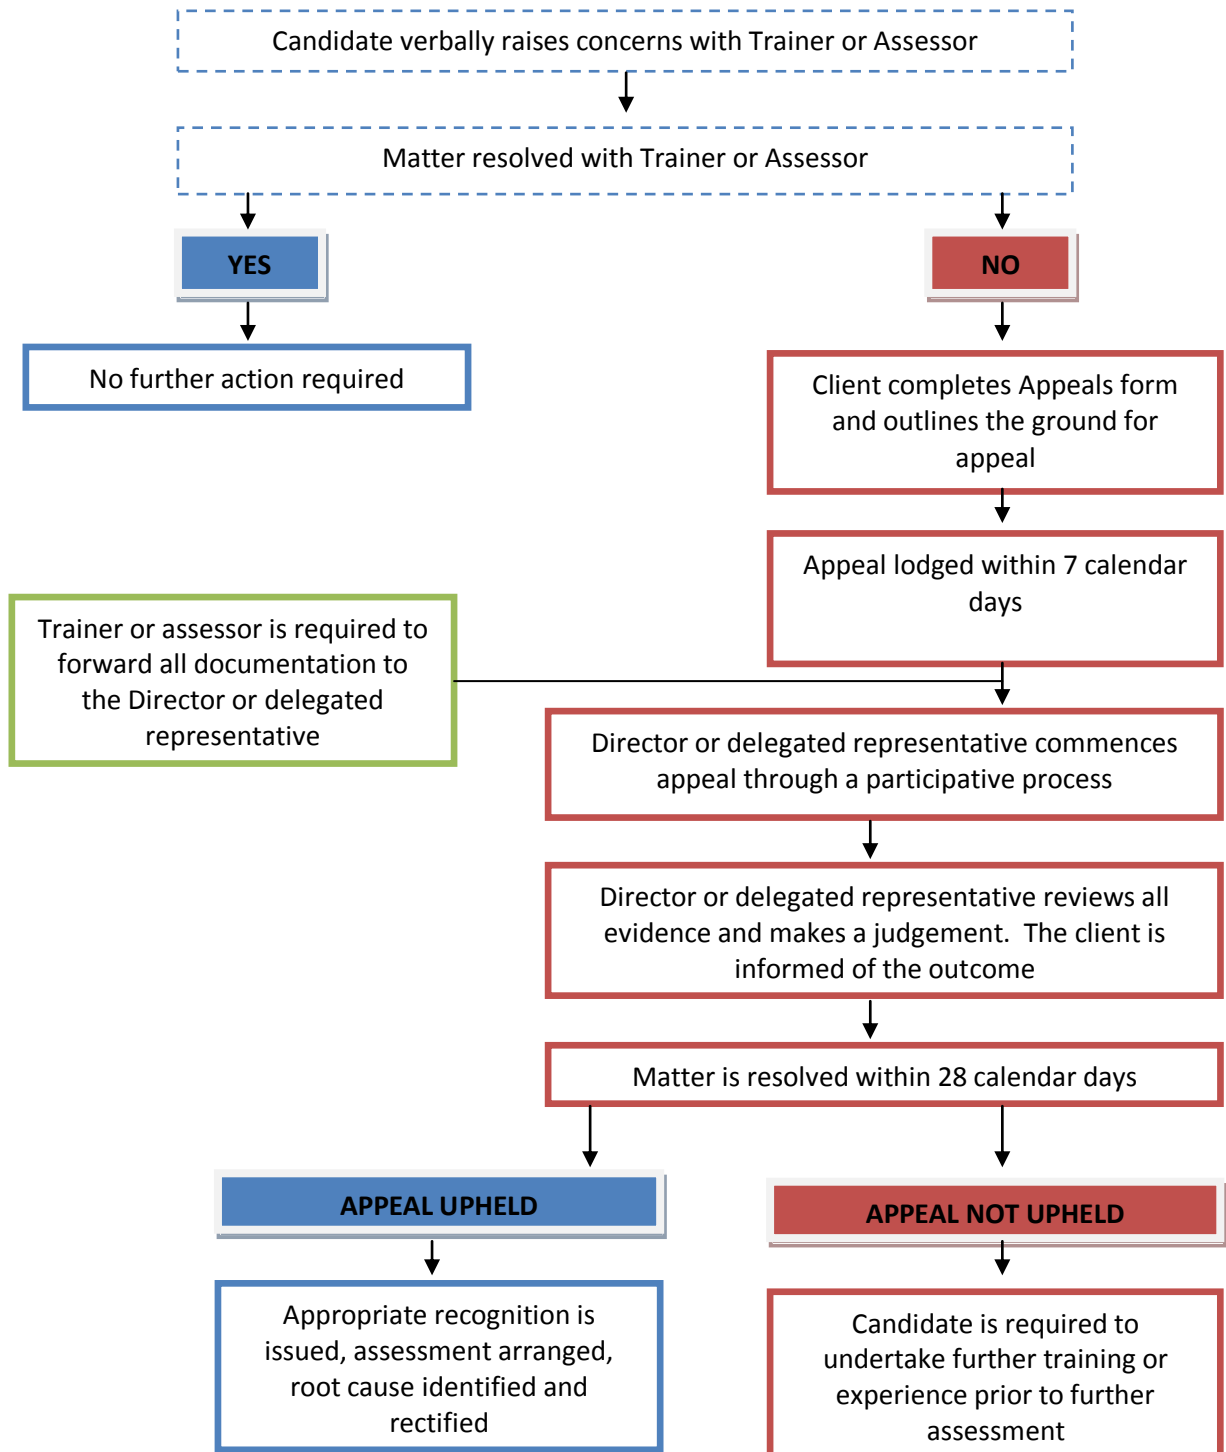 Candidate verbally raises concerns with Trainer or Assessor
Matter resolved with Trainer or Assessor
YES
NO
No further action required
Client completes Appeals form
and outlines the ground for
appeal
Appeal lodged within 7 calendar
days
Trainer or assessor is required to
forward all documentation to
the Director or delegated
representative
Director or delegated representative commences
appeal through a participative process
Director or delegated representative reviews all
evidence and makes a judgement.  The client is
informed of the outcome
Matter is resolved within 28 calendar days
APPEAL UPHELD
APPEAL NOT UPHELD
Appropriate recognition is
issued, assessment arranged,
root cause identified and
rectified
Candidate is required to
undertake further training or
experience prior to further
assessment